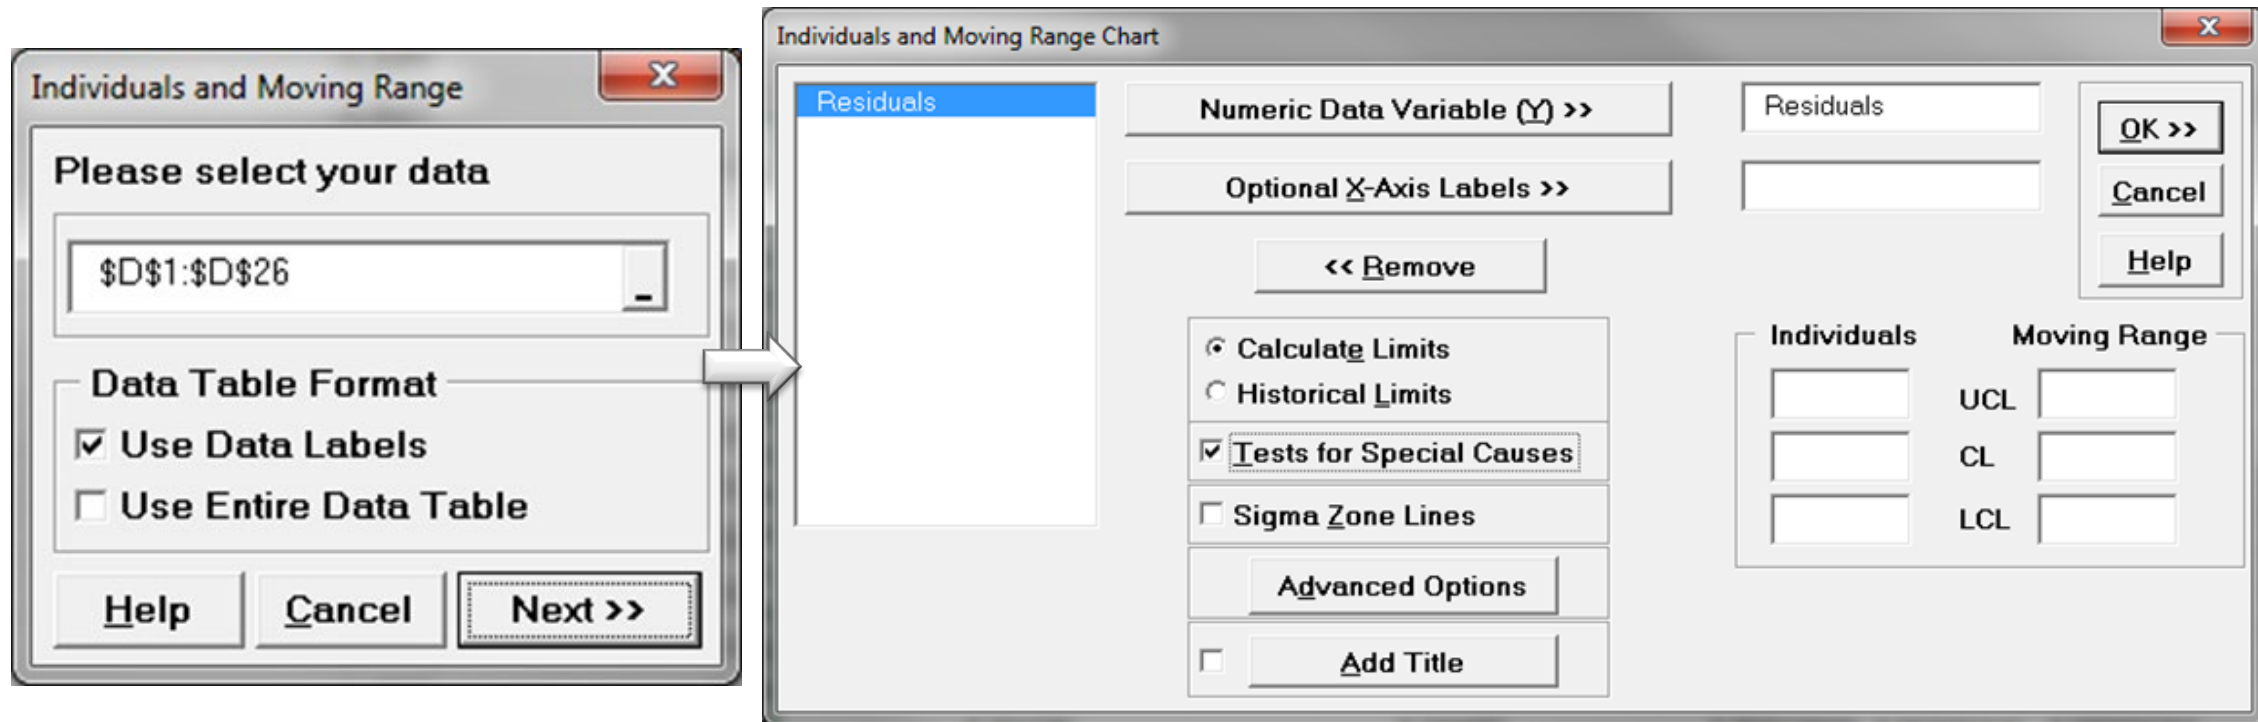 Individuals and Moving Range
Please select your data
$D$1:$D$26
Data Table Format
Use Data Labels
Use Entire Data Table
Help
Cancel
Next >>
Individuals and Moving Range Chart
Residuals
Numeric Data Variable (Y) >>
Residuals
Optional X-Axis Labels >>
<< Remove
OK >>
Cancel
Help
Calculate Limits
Historical Limits
Tests for Special Causes
Sigma Zone Lines
Advanced Options
Add Title
Individuals
Moving Range
UCL
CL
LCL